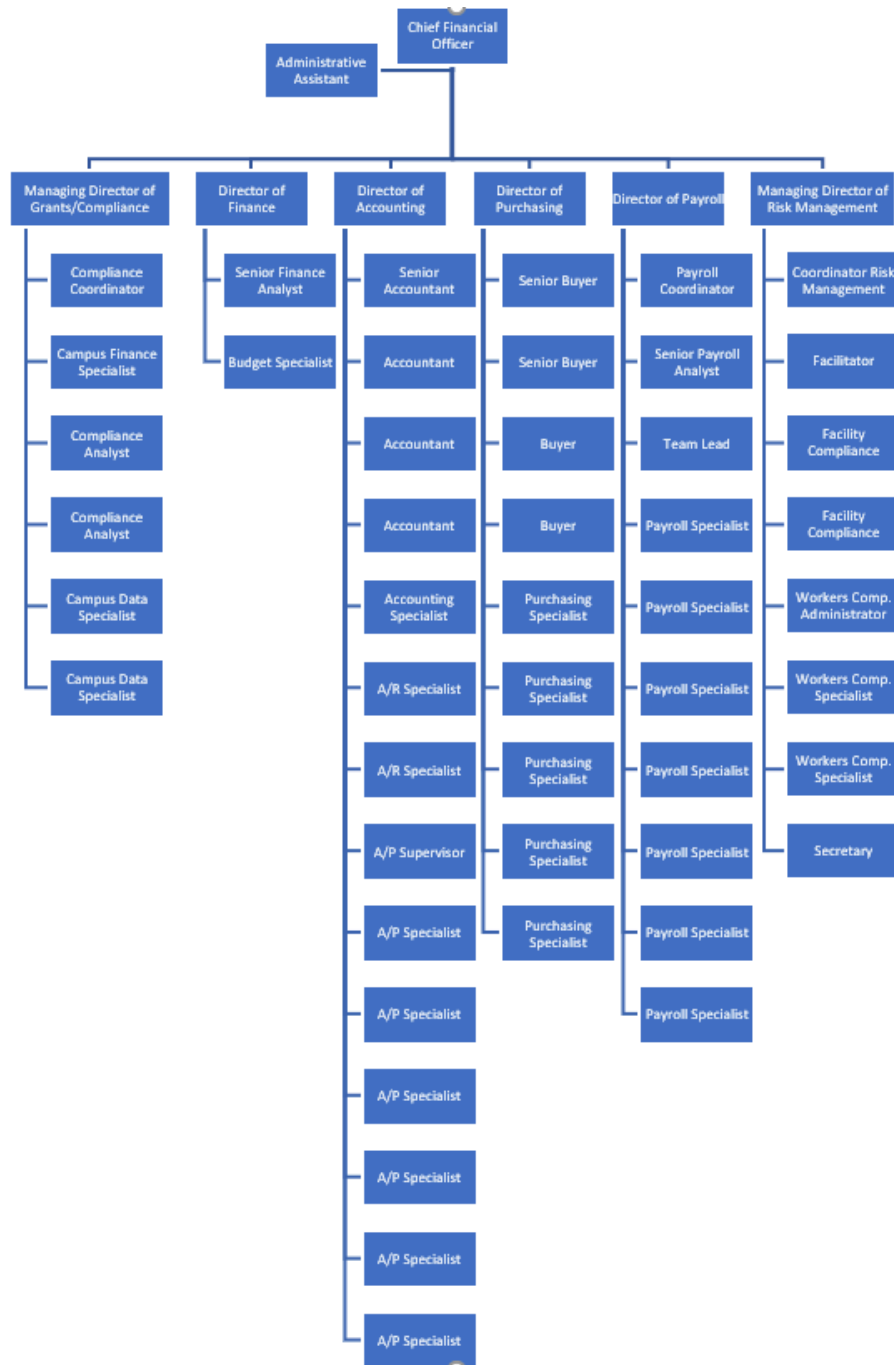 Chief Financial
Officer
Administrative
Assistant
Managing Director of
Grants/Compliance
Director of
Finance
Director of
Accounting
Director of
Purchasing
Director of Payroll
Managing Director of
Risk Management
Compliance
Coordinator
Campus Finance
Specialist
Compliance
Analyst
Compliance
Analyst
Campus Data
Specialist
Campus Data
Specialist
Senior Finance
Analyst
Budget Specialist
Senior
Accountant
Accountant
Accountant
Accountant
Accounting
Specialist
A/R Specialist
A/R Specialist
A/P Supervisor
A/P Specialist
A/P Specialist
A/P Specialist
A/P Specialist
A/P Specialist
A/P Specialist
Senior Buyer
Senior Buyer
Buyer
Buyer
Purchasing
Specialist
Purchasing
Specialist
Purchasing
Specialist
Purchasing
Specialist
Purchasing
Specialist
Payroll
Coordinator
Senior Payroll
Analyst
Team Lead
Payroll Specialist
Payroll Specialist
Payroll Specialist
Payroll Specialist
Payroll Specialist
Payroll Specialist
Payroll Specialist
Coordinator Risk
Management
Facilitator
Facility
Compliance
Facility
Compliance
Workers Comp.
Administrator
Workers Comp.
Specialist
Workers Comp.
Specialist
Secretary